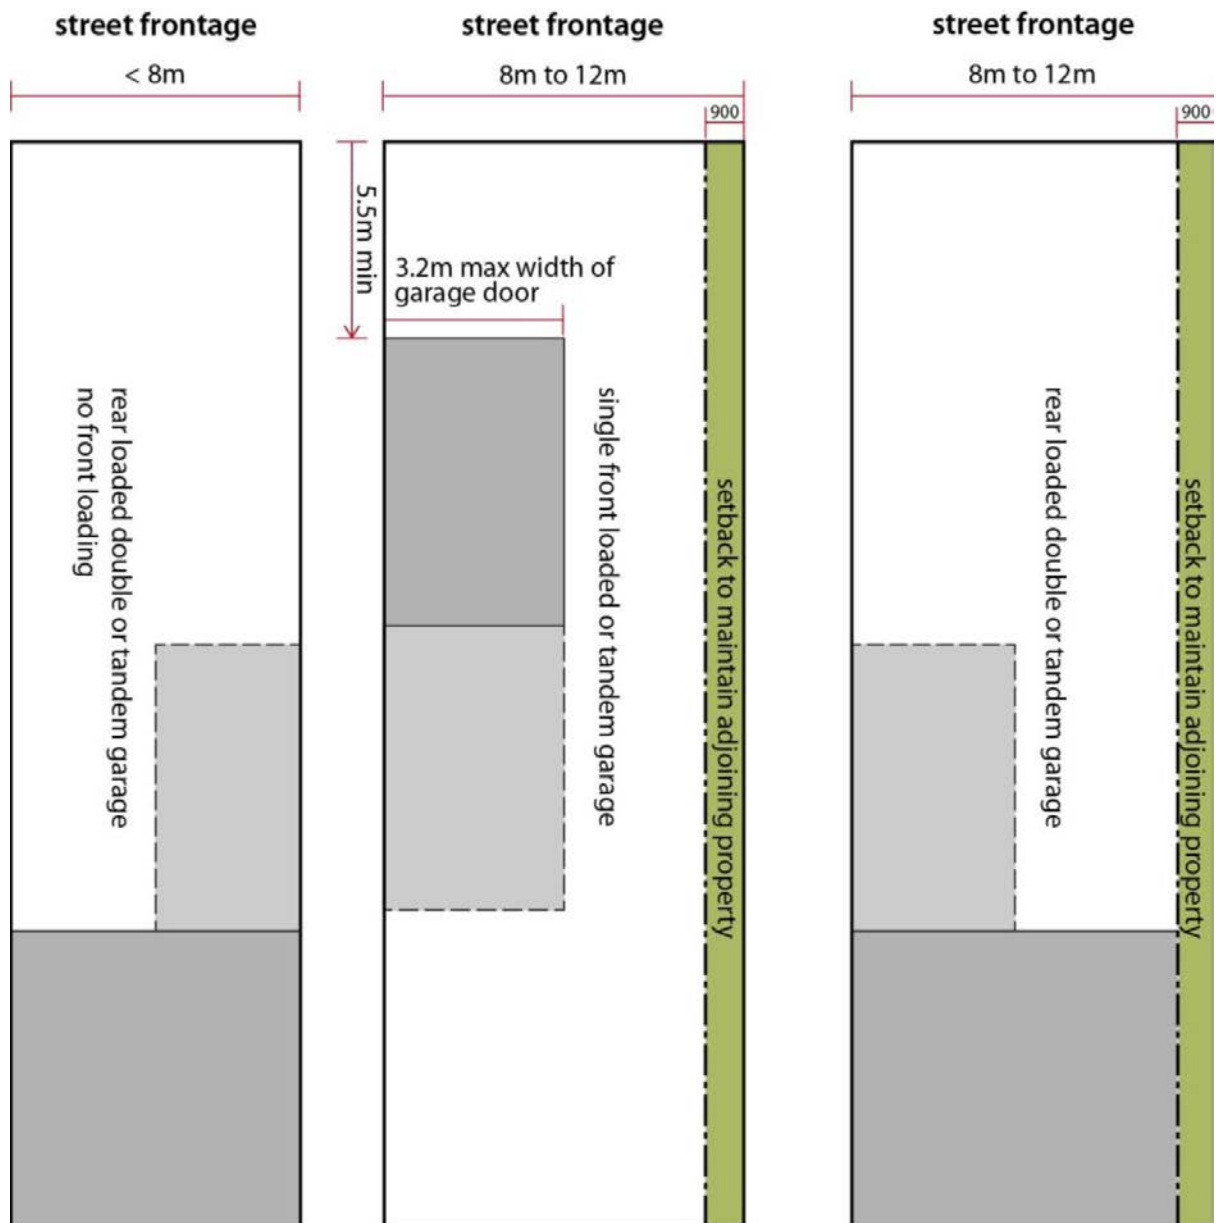 street frontage
< 8m
rear loaded double or tandem garage
no front loading
street frontage
8m to 12m
900
5.5m min
3.2m max width of
garage door
single front loaded or tandem garage
setback to maintain adjoining property
street frontage
8m to 12m
900
rear loaded double or tandem garage
setback to maintain adjoining property